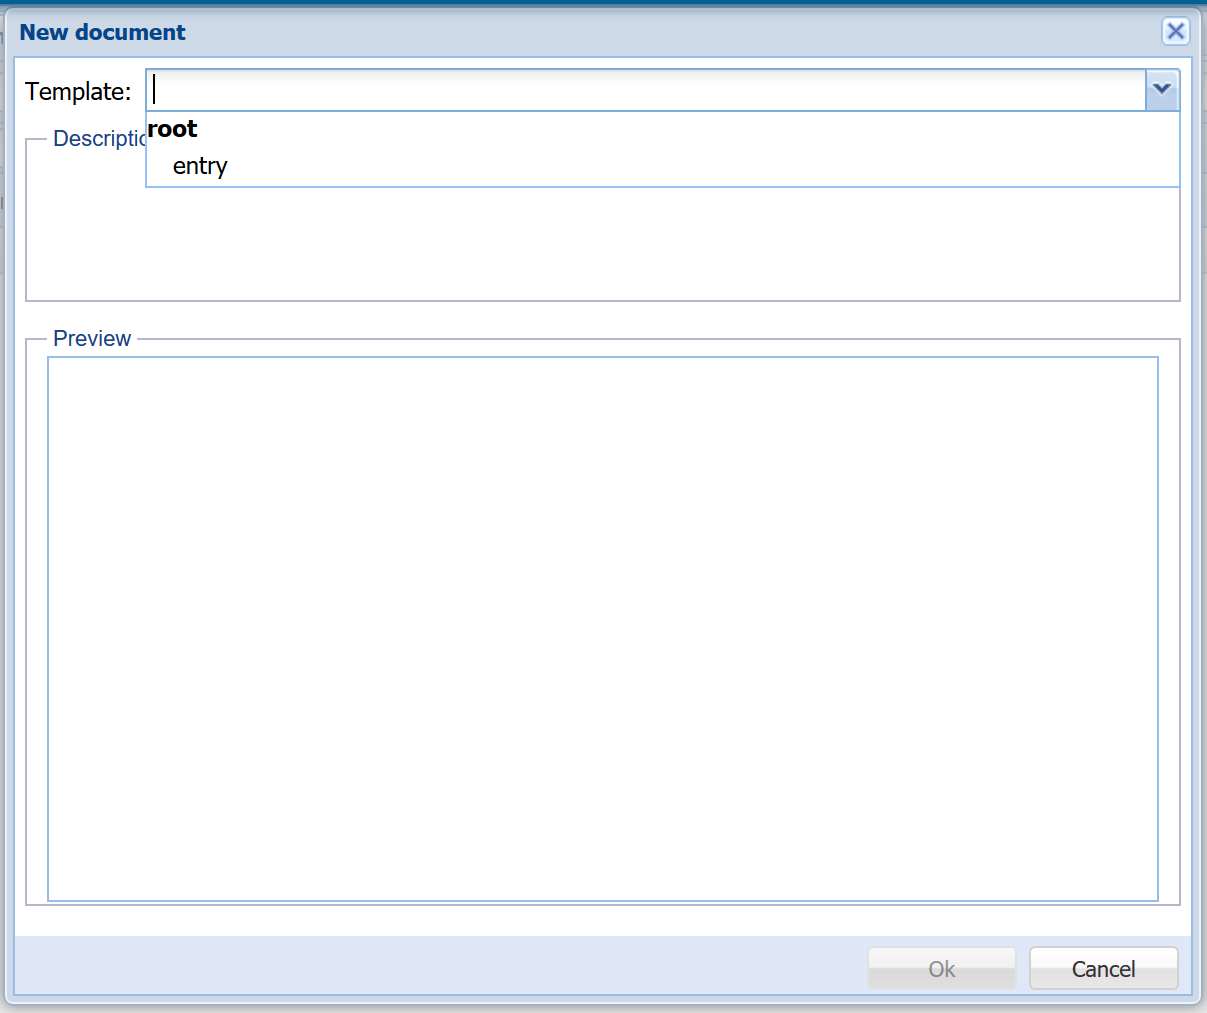 New document
Template:
root
entry
Preview
Ok
Cancel